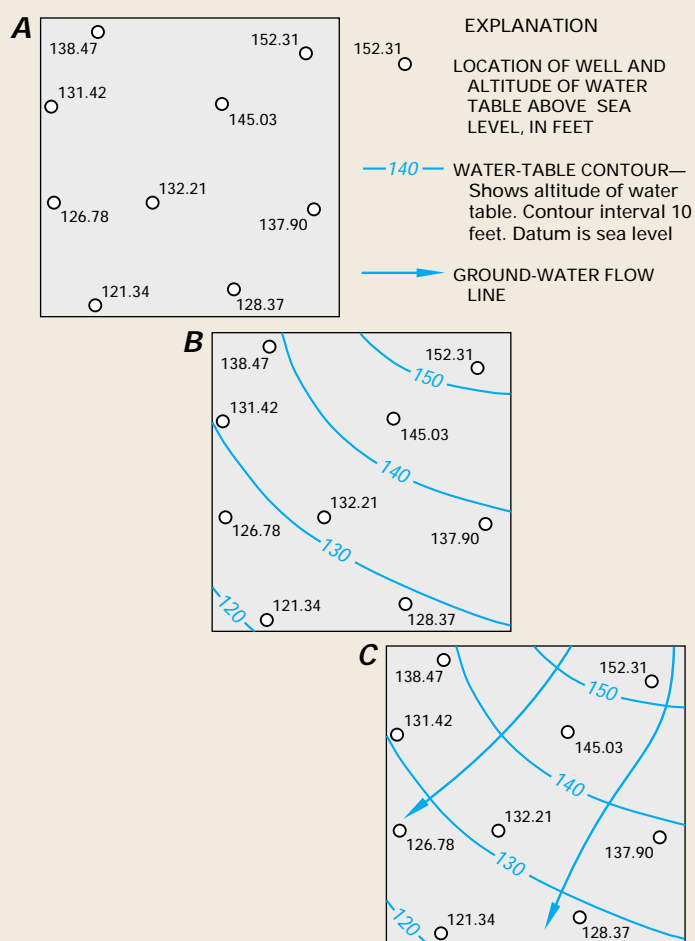 A
138.47
152.31
131.42
145.03
126.78
132.21
137.90
121.34
128.37
EXPLANATION
152.31
LOCATION OF WELL AND
ALTITUDE OF WATER
TABLE ABOVE SEA
LEVEL, IN FEET
140
WATER-TABLE CONTOUR—
Shows altitude of water
table. Contour interval 10
feet. Datum is sea level
GROUND-WATER FLOW
LINE
B
138.47
152.31
150
131.42
145.03
140
126.78
132.21
137.90
130
120
121.34
128.37
C
138.47
152.31
150
131.42
145.03
140
126.78
132.21
137.90
130
120
121.34
128.37